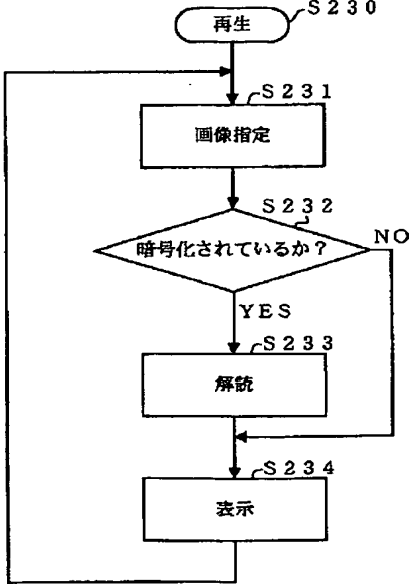 S230
再生
S231
画像指定
S232
暗号化されているか？
NO
YES
S233
解読
S234
表示